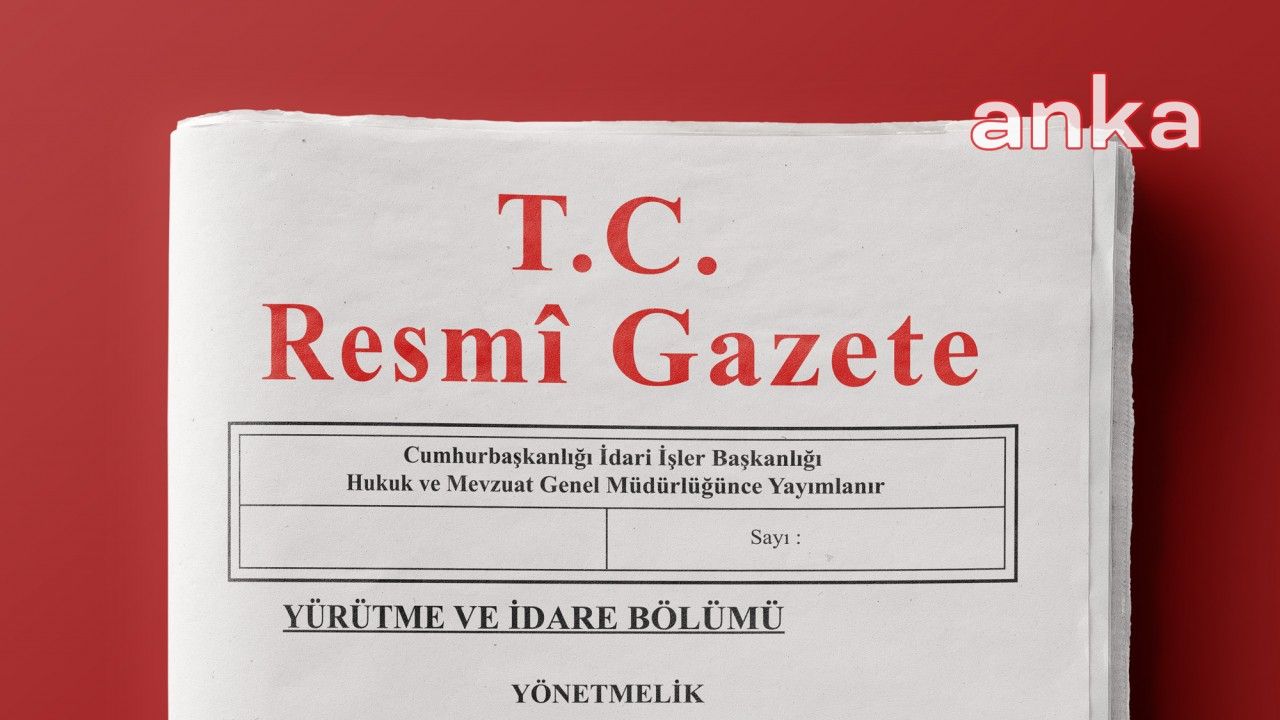 anka
T.C.
Resmî Gazete
Cumhurbaşkanlığı İdari İşler Başkanlığı
Hukuk ve Mevzuat Genel Müdürlüğünce Yayımlanır
Sayı :
YÜRÜTME VE İDARE BÖLÜMÜ
YÖNETMELİK